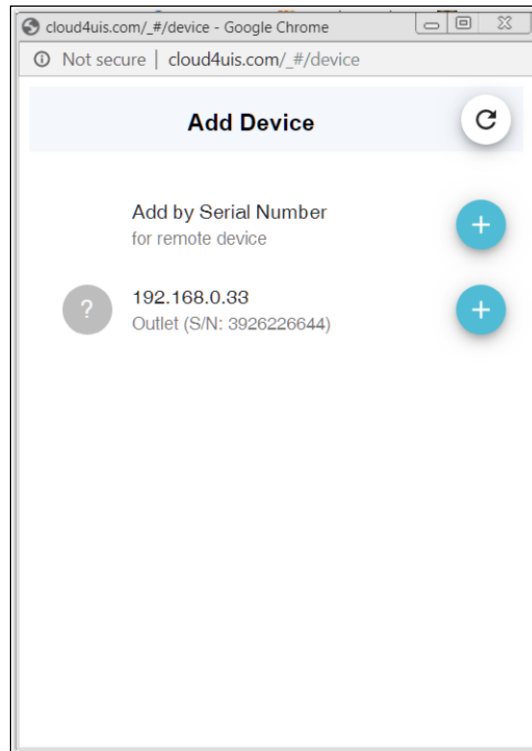 cloud4uis.com/_#/device - Google Chrome
Not secure | cloud4uis.com/_#/device
Add Device
Add by Serial Number
for remote device
?
192.168.0.33
Outlet (S/N: 3926226644)